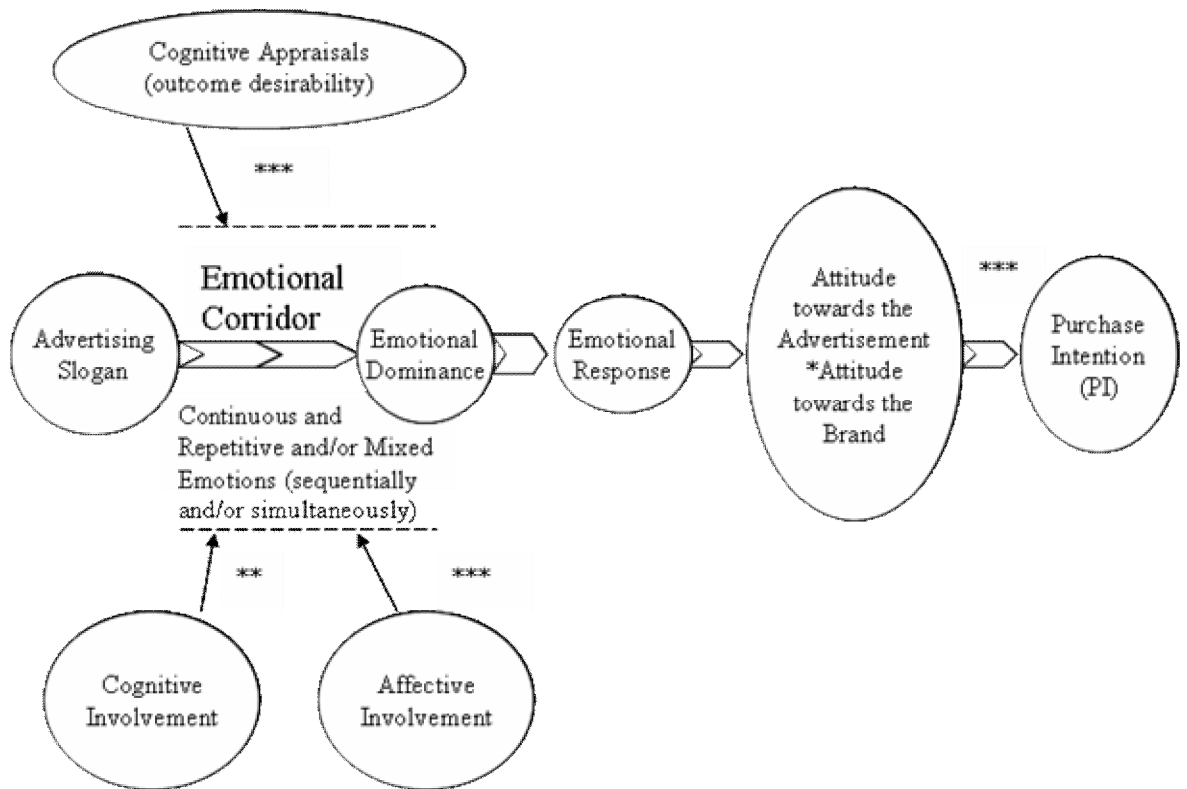 Cognitive Appraisals
(outcome desirability)
***
Emotional
Corridor
Advertising
Slogan
Emotional
Dominance
Emotional
Response
Attitude
towards the
Advertisement
*Attitude
towards the
Brand
***
Purchase
Intention
(PI)
Continuous and
Repetitive and/or Mixed
Emotions (sequentially
and/or simultaneously)
**
***
Cognitive
Involvement
Affective
Involvement